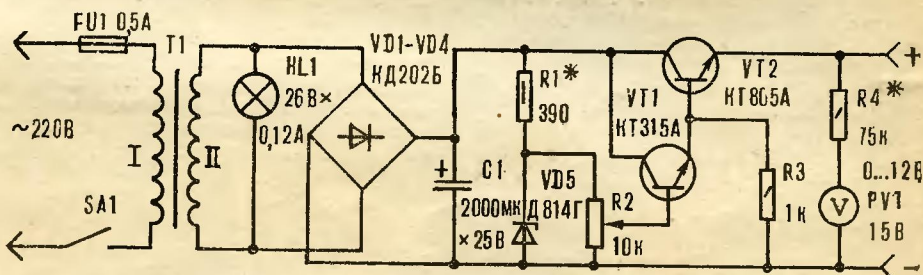 FU1 0,5А
~220В
SA1
T1
I
II
HL1
26В×
0,12А
VD1-VD4
КД202Б
+
C1
2000мк
×25В
R1*
390
VD5
Д814Г
R2
10к
VT1
КТ315А
VT2
КТ805А
R3
1к
R4*
75к
0...12В
V
PV1
15В
+
−